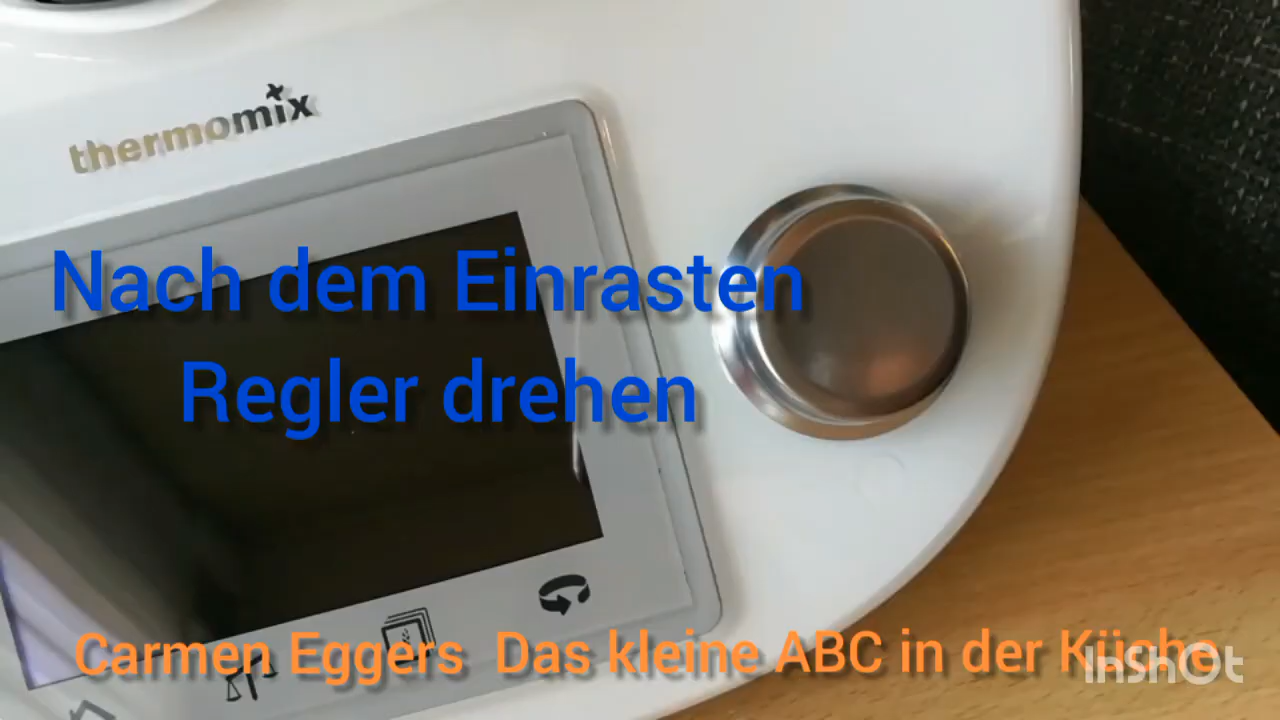 thermomix
Nach dem Einrasten
Regler drehen
Carmen Eggers Das kleine ABC in der Küche
InShOt